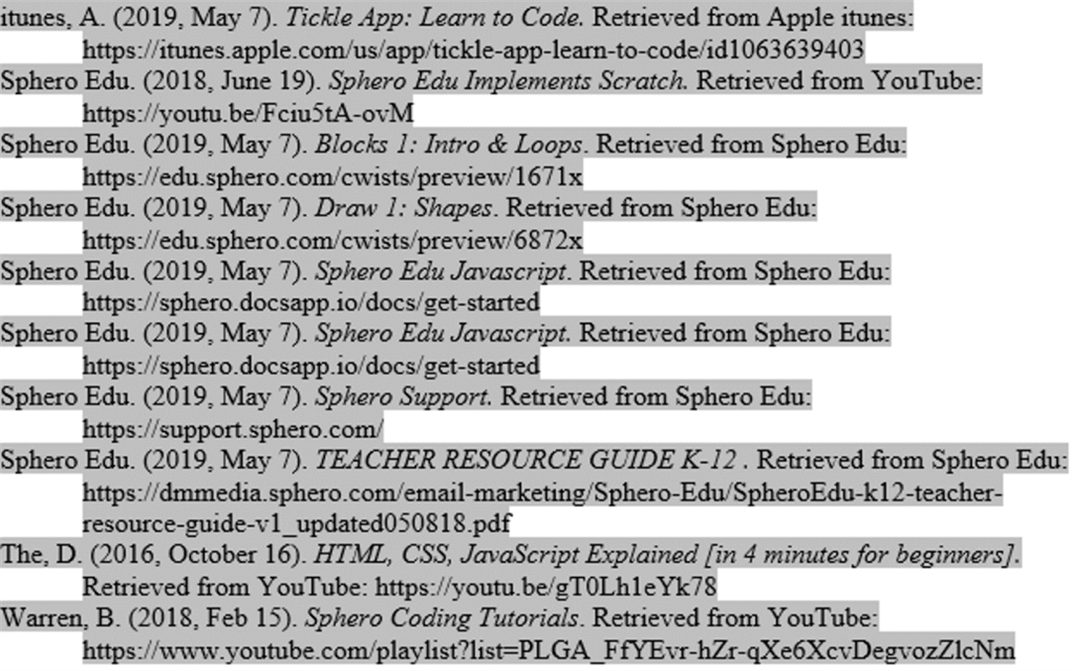 itunes, A. (2019, May 7). Tickle App: Learn to Code. Retrieved from Apple itunes:
https://itunes.apple.com/us/app/tickle-app-learn-to-code/id1063639403
Sphero Edu. (2018, June 19). Sphero Edu Implements Scratch. Retrieved from YouTube:
https://youtu.be/Fciu5tA-ovM
Sphero Edu. (2019, May 7). Blocks 1: Intro & Loops. Retrieved from Sphero Edu:
https://edu.sphero.com/cwists/preview/1671x
Sphero Edu. (2019, May 7). Draw 1: Shapes. Retrieved from Sphero Edu:
https://edu.sphero.com/cwists/preview/6872x
Sphero Edu. (2019, May 7). Sphero Edu Javascript. Retrieved from Sphero Edu:
https://sphero.docsapp.io/docs/get-started
Sphero Edu. (2019, May 7). Sphero Edu Javascript. Retrieved from Sphero Edu:
https://sphero.docsapp.io/docs/get-started
Sphero Edu. (2019, May 7). Sphero Support. Retrieved from Sphero Edu:
https://support.sphero.com/
Sphero Edu. (2019, May 7). TEACHER RESOURCE GUIDE K-12 . Retrieved from Sphero Edu:
https://dmmedia.sphero.com/email-marketing/Sphero-Edu/SpheroEdu-k12-teacher-
resource-guide-v1_updated050818.pdf
The, D. (2016, October 16). HTML, CSS, JavaScript Explained [in 4 minutes for beginners].
Retrieved from YouTube: https://youtu.be/gT0Lh1eYk78
Warren, B. (2018, Feb 15). Sphero Coding Tutorials. Retrieved from YouTube:
https://www.youtube.com/playlist?list=PLGA_FfYEvr-hZr-qXe6XcvDegvozZlcNm